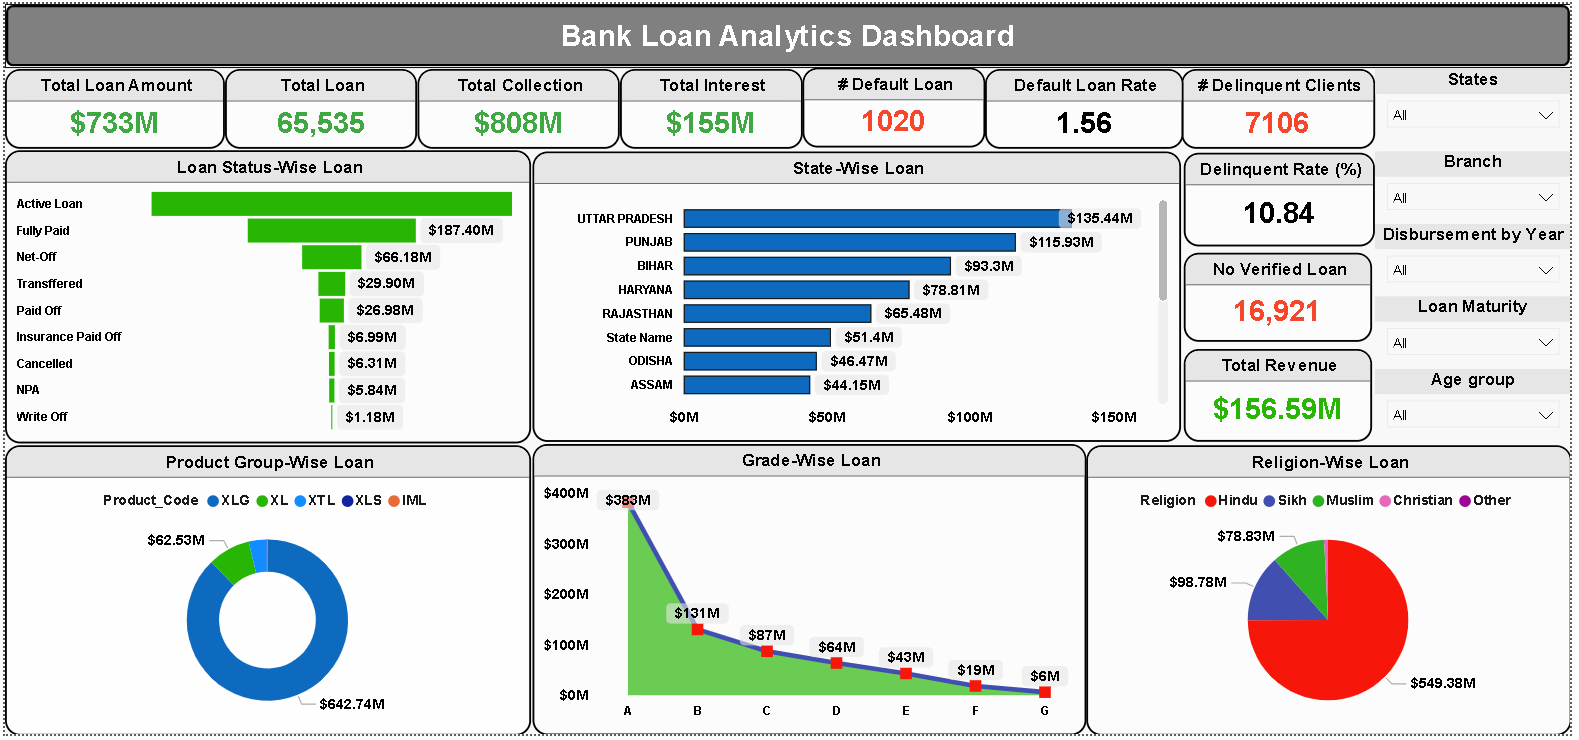 Bank Loan Analytics Dashboard
Total Loan Amount
$733M
Total Loan
65,535
Total Collection
$808M
Total Interest
$155M
# Default Loan
1020
Default Loan Rate
1.56
# Delinquent Clients
7106
States
All
Branch
All
Disbursement by Year
All
Loan Maturity
All
Age group
All
Loan Status-Wise Loan
Active Loan
Fully Paid
$187.40M
Net-Off
$66.18M
Transffered
$29.90M
Paid Off
$26.98M
Insurance Paid Off
$6.99M
Cancelled
$6.31M
NPA
$5.84M
Write Off
$1.18M
State-Wise Loan
UTTAR PRADESH
$135.44M
PUNJAB
$115.93M
BIHAR
$93.3M
HARYANA
$78.81M
RAJASTHAN
$65.48M
State Name
$51.4M
ODISHA
$46.47M
ASSAM
$44.15M
$0M $50M $100M $150M
Delinquent Rate (%)
10.84
No Verified Loan
16,921
Total Revenue
$156.59M
Product Group-Wise Loan
Product_Code XLG XL XTL XLS IML
$62.53M
$642.74M
Grade-Wise Loan
$400M
$300M
$200M
$100M
$0M
$383M
$131M
$87M
$64M
$43M
$19M
$6M
A B C D E F G
Religion-Wise Loan
Religion Hindu Sikh Muslim Christian Other
$78.83M
$98.78M
$549.38M